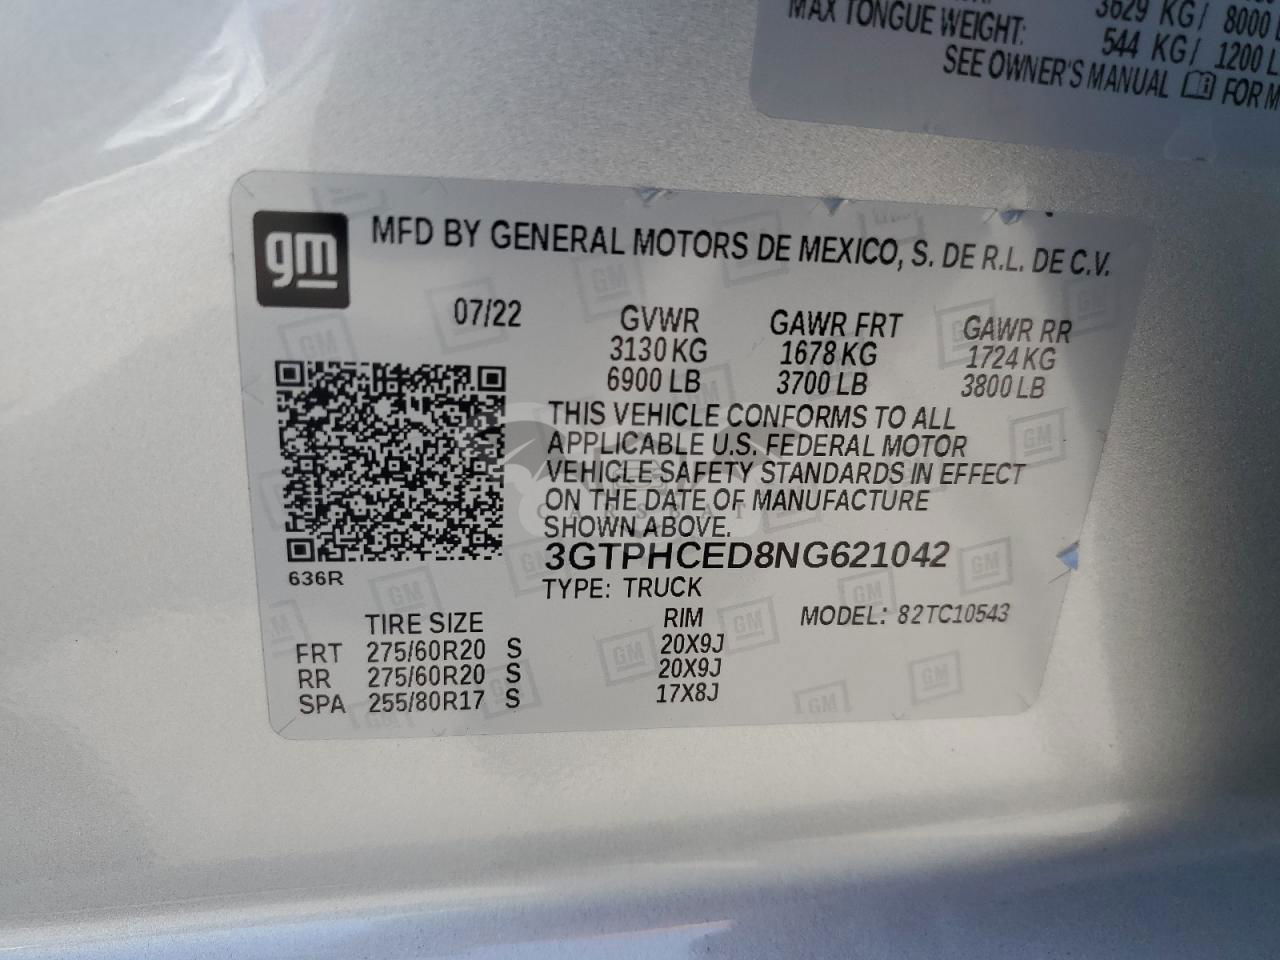 3629 KG/ 8000
MAX TONGUE WEIGHT: 544 KG/ 1200 L
SEE OWNER'S MANUAL FOR M
gm
MFD BY GENERAL MOTORS DE MEXICO, S. DE R.L. DE C.V.
07/22 GVWR GAWR FRT GAWR RR
3130 KG 1678 KG 1724 KG
6900 LB 3700 LB 3800 LB
THIS VEHICLE CONFORMS TO ALL
APPLICABLE U.S. FEDERAL MOTOR
VEHICLE SAFETY STANDARDS IN EFFECT
ON THE DATE OF MANUFACTURE
SHOWN ABOVE.
3GTPHCED8NG621042
636R
TYPE: TRUCK
TIRE SIZE RIM MODEL: 82TC10543
FRT 275/60R20 S 20X9J
RR 275/60R20 S 20X9J
SPA 255/80R17 S 17X8J